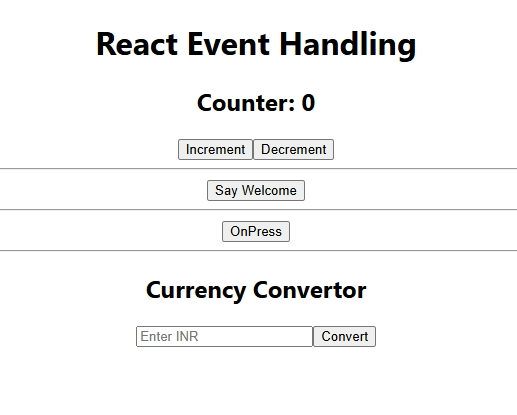 React Event Handling
Counter: 0
Increment Decrement
Say Welcome
OnPress
Currency Convertor
Enter INR Convert